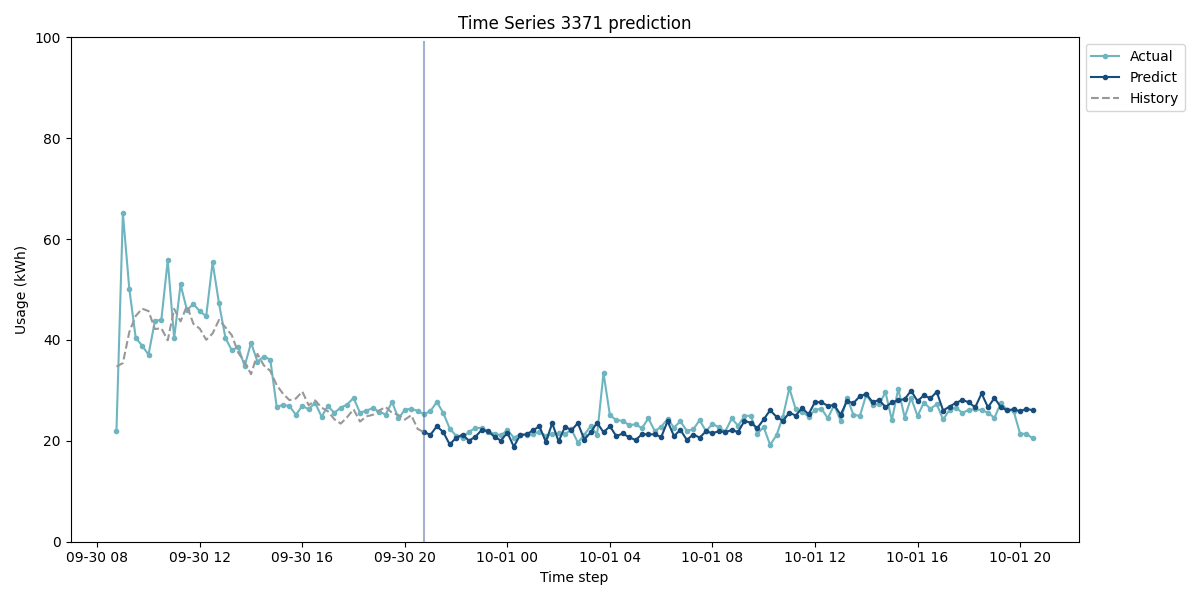 Time Series 3371 prediction
Usage (kWh)
100
80
60
40
20
0
09-30 08
09-30 12
09-30 16
09-30 20
10-01 00
10-01 04
10-01 08
10-01 12
10-01 16
10-01 20
Time step
Actual
Predict
History